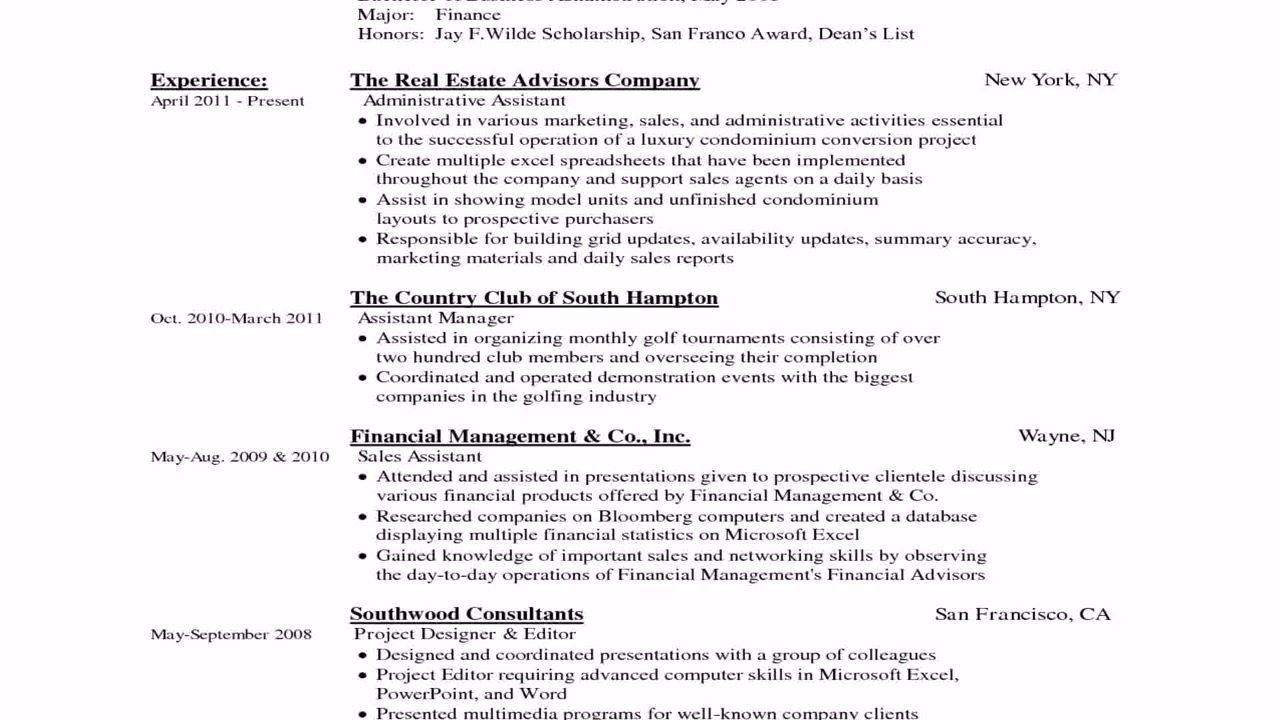 Major: Finance
Honors: Jay F.Wilde Scholarship, San Franco Award, Dean's List
Experience: The Real Estate Advisors Company New York, NY
April 2011 - Present Administrative Assistant
• Involved in various marketing, sales, and administrative activities essential
to the successful operation of a luxury condominium conversion project
• Create multiple excel spreadsheets that have been implemented
throughout the company and support sales agents on a daily basis
• Assist in showing model units and unfinished condominium
layouts to prospective purchasers
• Responsible for building grid updates, availability updates, summary accuracy,
marketing materials and daily sales reports
The Country Club of South Hampton South Hampton, NY
Oct. 2010-March 2011 Assistant Manager
• Assisted in organizing monthly golf tournaments consisting of over
two hundred club members and overseeing their completion
• Coordinated and operated demonstration events with the biggest
companies in the golfing industry
Financial Management & Co., Inc. Wayne, NJ
May-Aug. 2009 & 2010 Sales Assistant
• Attended and assisted in presentations given to prospective clientele discussing
various financial products offered by Financial Management & Co.
• Researched companies on Bloomberg computers and created a database
displaying multiple financial statistics on Microsoft Excel
• Gained knowledge of important sales and networking skills by observing
the day-to-day operations of Financial Management's Financial Advisors
Southwood Consultants San Francisco, CA
May-September 2008 Project Designer & Editor
• Designed and coordinated presentations with a group of colleagues
• Project Editor requiring advanced computer skills in Microsoft Excel,
PowerPoint, and Word
• Presented multimedia programs for well-known company clients